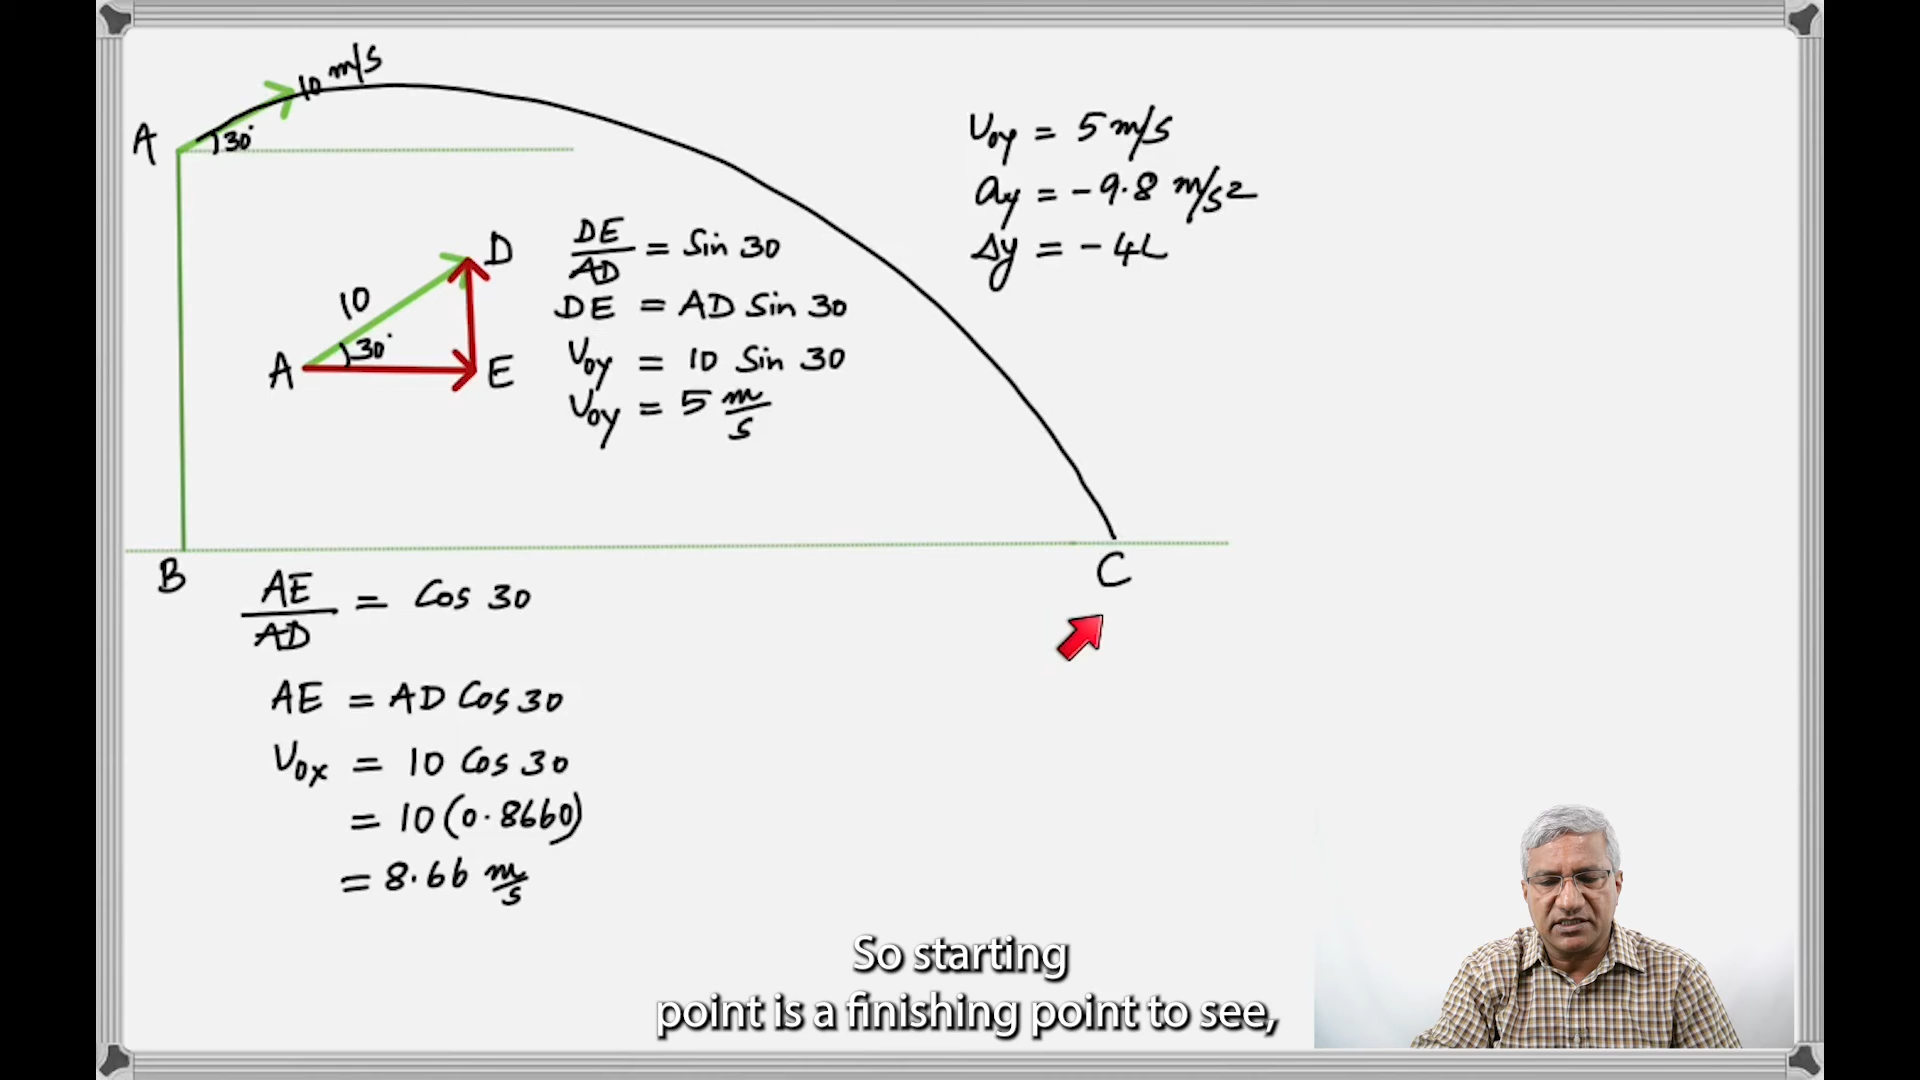 10 m/s
A
30°
D
10
30°
A
E
DE/AD = Sin 30
DE = AD Sin 30
Voy = 10 Sin 30
Voy = 5 m/s
Voy = 5 m/s
ay = -9.8 m/s2
Δy = -4
B
C
AE/AD = Cos 30
AE = AD Cos 30
Vox = 10 Cos 30
= 10 (0.8660)
= 8.66 m/s
So starting
point is a finishing point to see,